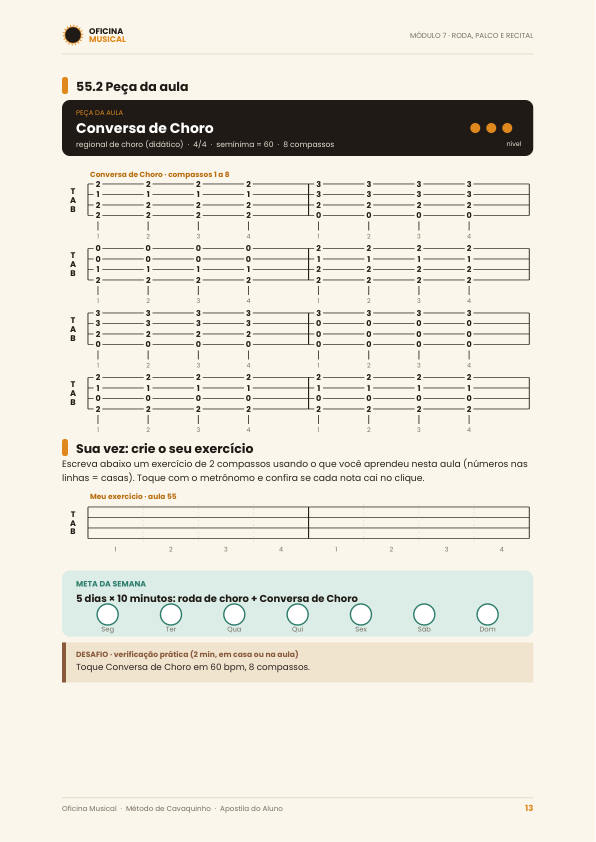 OFICINA
MUSICAL
MÓDULO 7 · RODA, PALCO E RECITAL
55.2 Peça da aula
PEÇA DA AULA
Conversa de Choro
regional de choro (didático) · 4/4 · semínima = 60 · 8 compassos
nível
Conversa de Choro · compassos 1 a 8
T A B
2 2 2 2 3 3 3 3
1 1 1 1 3 3 3 3
2 2 2 2 2 2 2 2
2 2 2 2 0 0 0 0
1 2 3 4 1 2 3 4
T A B
0 0 0 0 2 2 2 2
0 0 0 0 1 1 1 1
1 1 1 1 2 2 2 2
2 2 2 2 2 2 2 2
1 2 3 4 1 2 3 4
T A B
3 3 3 3 3 3 3 3
3 3 3 3 0 0 0 0
2 2 2 2 0 0 0 0
0 0 0 0 0 0 0 0
1 2 3 4 1 2 3 4
T A B
2 2 2 2 2 2 2 2
1 1 1 1 1 1 1 1
0 0 0 0 0 0 0 0
2 2 2 2 2 2 2 2
1 2 3 4 1 2 3 4
Sua vez: crie o seu exercício
Escreva abaixo um exercício de 2 compassos usando o que você aprendeu nesta aula (números nas
linhas = casas). Toque com o metrônomo e confira se cada nota cai no clique.
Meu exercício · aula 55
T A B
1 2 3 4 1 2 3 4
META DA SEMANA
5 dias × 10 minutos: roda de choro + Conversa de Choro
Seg Ter Qua Qui Sex Sáb Dom
DESAFIO · verificação prática (2 min, em casa ou na aula)
Toque Conversa de Choro em 60 bpm, 8 compassos.
Oficina Musical · Método de Cavaquinho · Apostila do Aluno
13